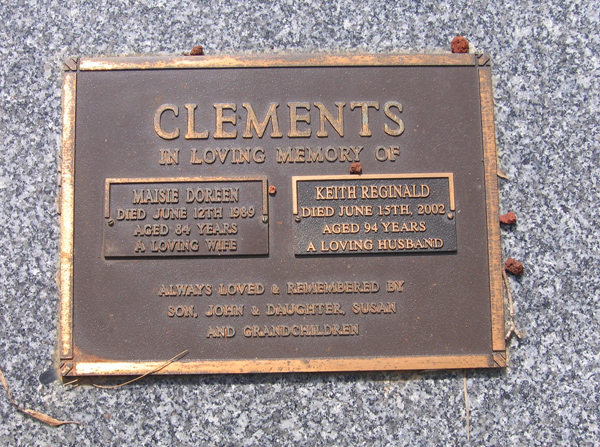 CLEMENTS
IN LOVING MEMORY OF
MAISIE DOREEN
DIED JUNE 12TH 1989
AGED 84 YEARS
A LOVING WIFE
KEITH REGINALD
DIED JUNE 15TH, 2002
AGED 94 YEARS
A LOVING HUSBAND
ALWAYS LOVED & REMEMBERED BY
SON, JOHN & DAUGHTER, SUSAN
AND GRANDCHILDREN